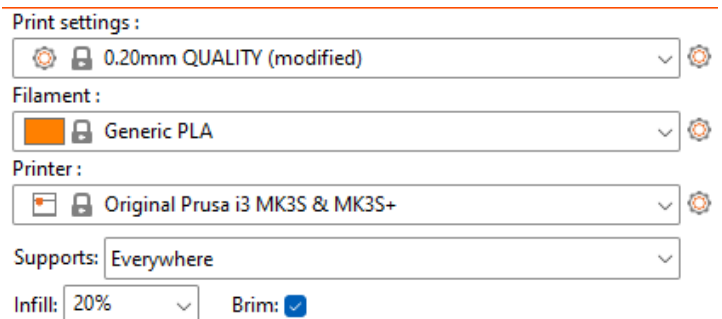 Print settings :
0.20mm QUALITY (modified)
Filament :
Generic PLA
Printer :
Original Prusa i3 MK3S & MK3S+
Supports: Everywhere
Infill: 20% Brim: